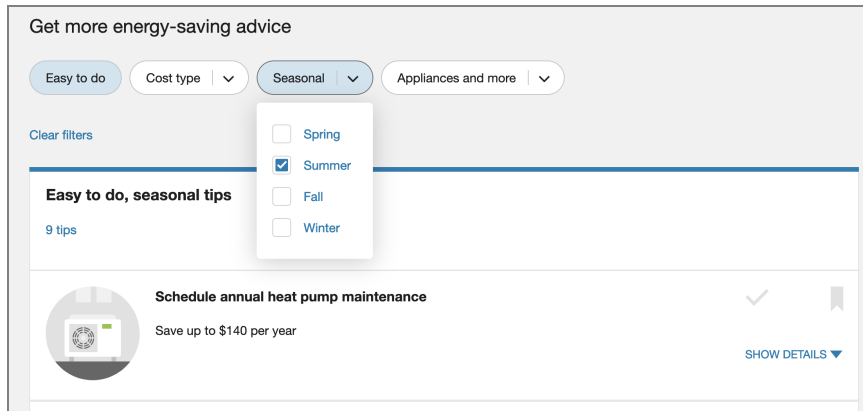 Get more energy-saving advice
Easy to do
Cost type
Seasonal
Appliances and more
Clear filters
Spring
Summer
Fall
Winter
Easy to do, seasonal tips
9 tips
Schedule annual heat pump maintenance
Save up to $140 per year
SHOW DETAILS